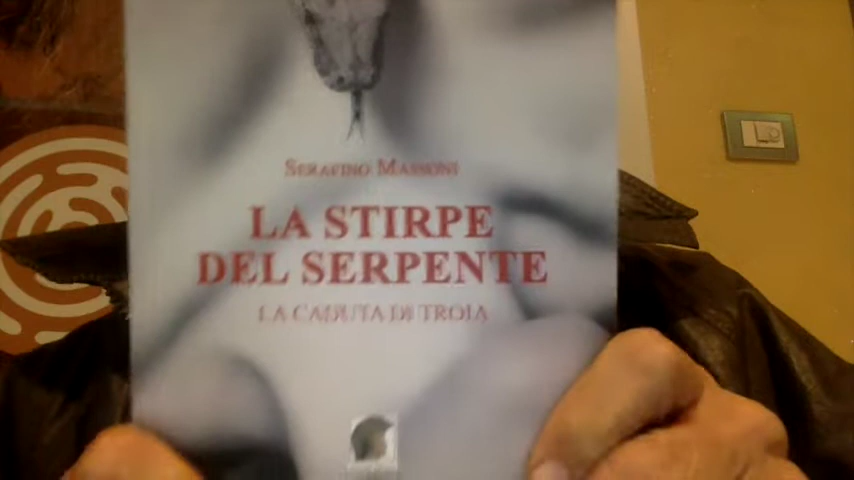 SERAFINO MASSONI
LA STIRPE
DEL SERPENTE
LA CADUTA DI TROIA